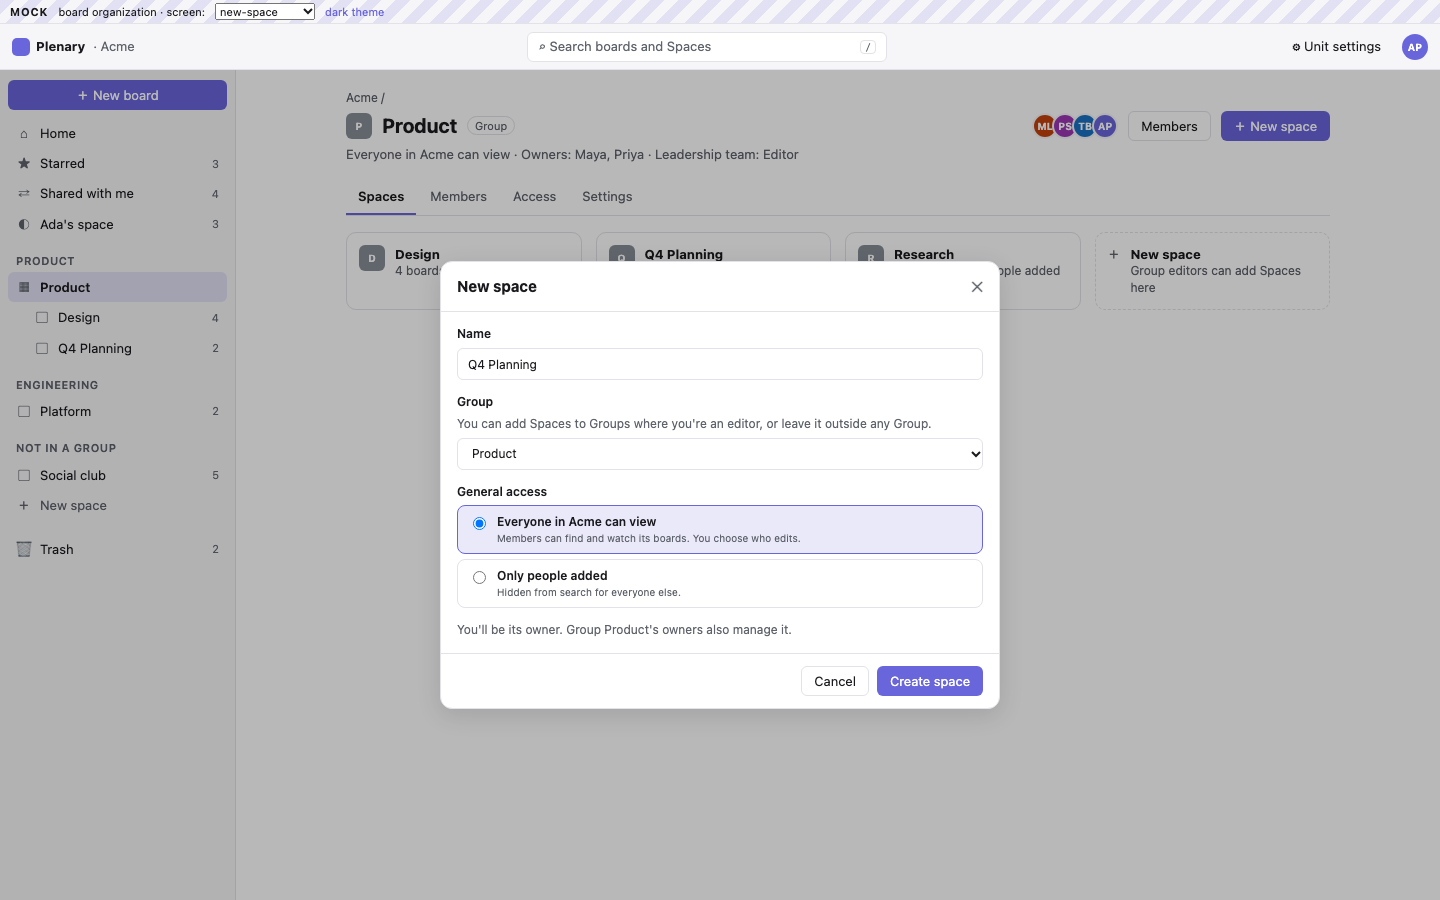 MOCK board organization · screen: new-space dark theme
Plenary · Acme
Search boards and Spaces /
Unit settings
AP
+ New board
Home
Starred 3
Shared with me 4
Ada's space 3
PRODUCT
Product
Design 4
Q4 Planning 2
ENGINEERING
Platform 2
NOT IN A GROUP
Social club 5
+ New space
Trash 2
Acme /
P Product Group
ML PS TB AP
Members
+ New space
Everyone in Acme can view · Owners: Maya, Priya · Leadership team: Editor
Spaces Members Access Settings
D Design
4 boards
Q Q4 Planning
R Research
ople added
+ New space
Group editors can add Spaces
here
New space
Name
Q4 Planning
Group
You can add Spaces to Groups where you're an editor, or leave it outside any Group.
Product
General access
Everyone in Acme can view
Members can find and watch its boards. You choose who edits.
Only people added
Hidden from search for everyone else.
You'll be its owner. Group Product's owners also manage it.
Cancel
Create space